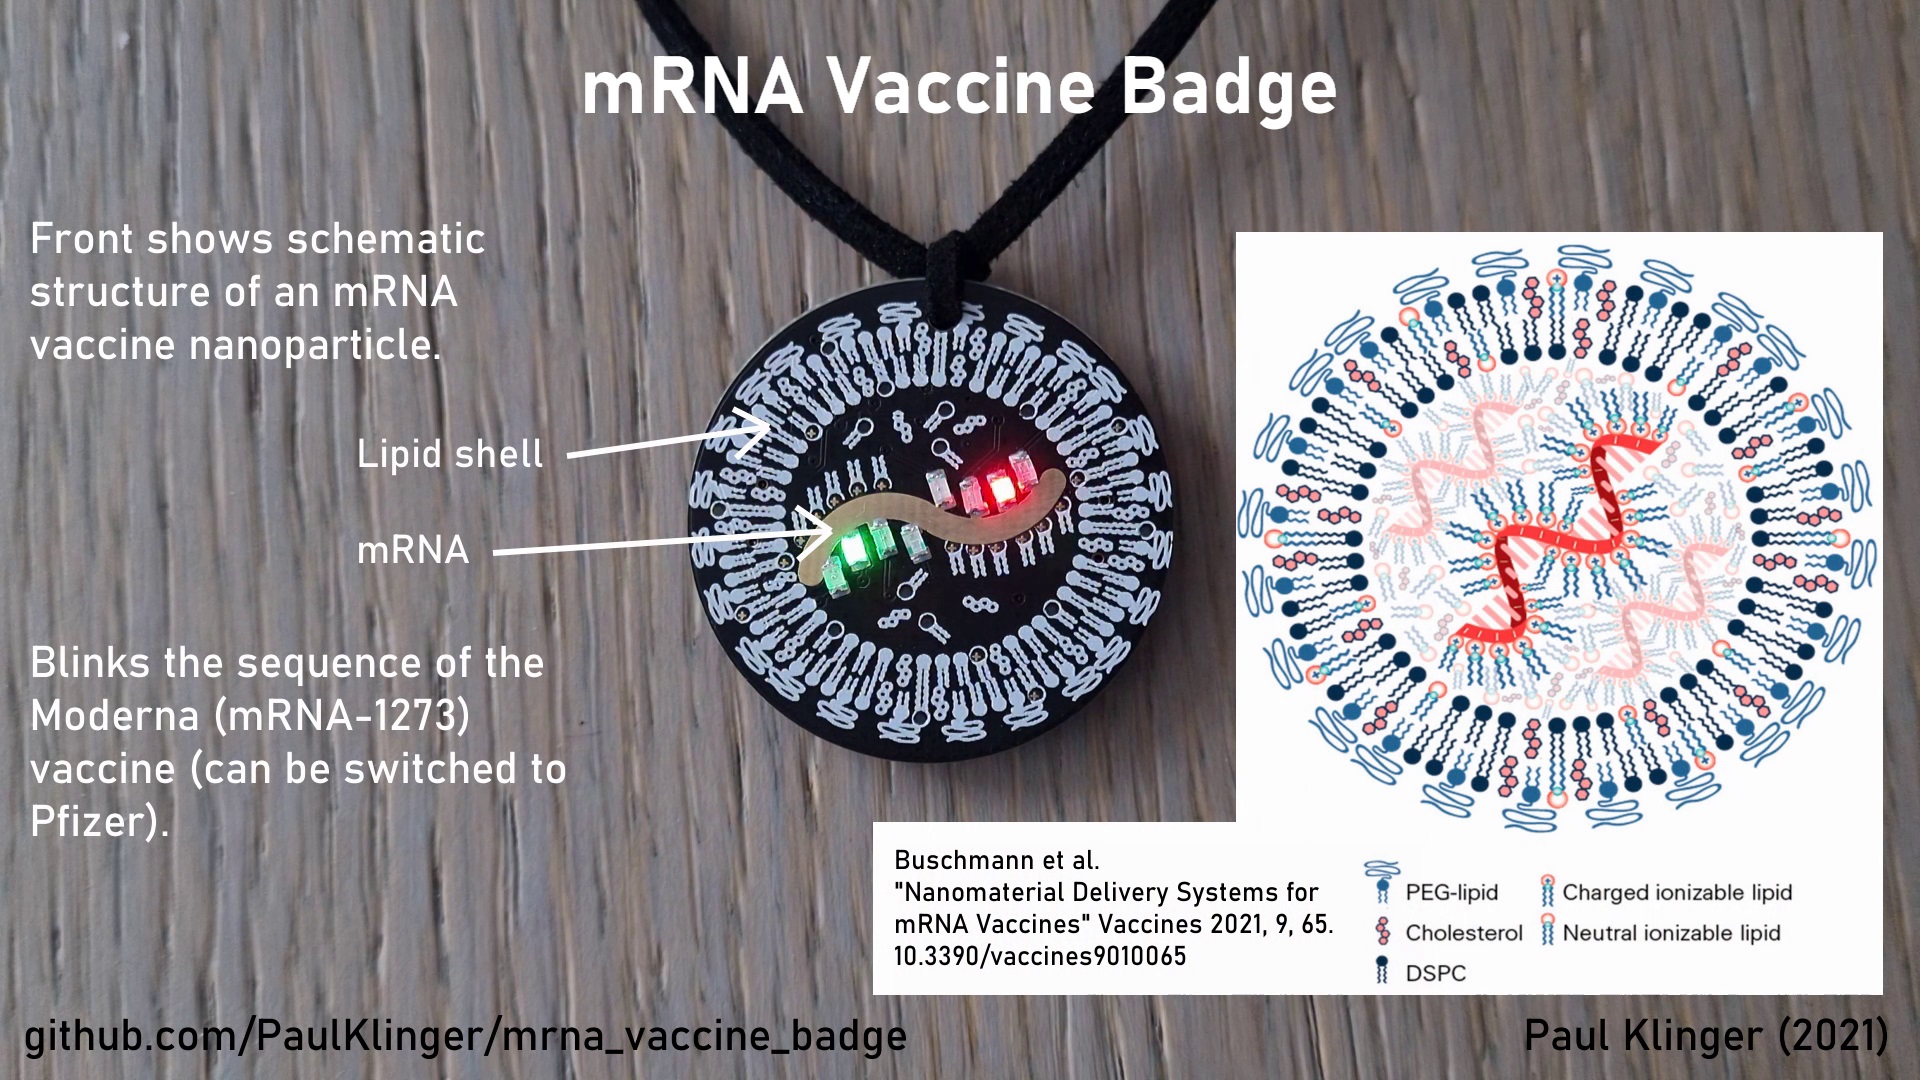 mRNA Vaccine Badge
Front shows schematic
structure of an mRNA
vaccine nanoparticle.
Lipid shell
mRNA
Blinks the sequence of the
Moderna (mRNA-1273)
vaccine (can be switched to
Pfizer).
Buschmann et al.
"Nanomaterial Delivery Systems for
mRNA Vaccines" Vaccines 2021, 9, 65.
10.3390/vaccines9010065
PEG-lipid
Charged ionizable lipid
Cholesterol
Neutral ionizable lipid
DSPC
github.com/PaulKlinger/mrna_vaccine_badge
Paul Klinger (2021)